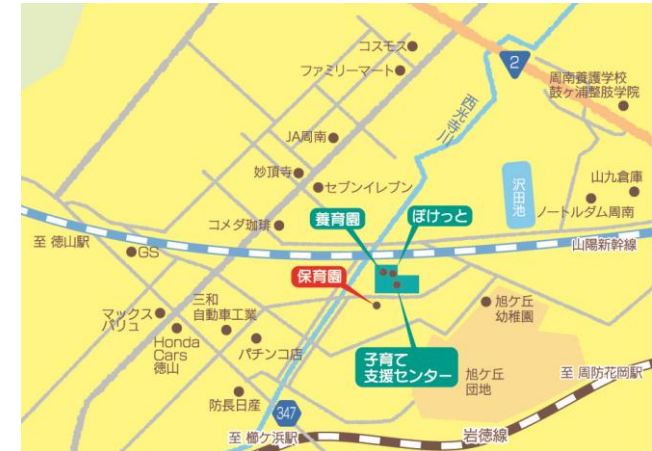 コスモス
ファミリーマート
2
周南養護学校
鼓ヶ浦整肢学院
西光寺川
JA周南
妙頂寺
セブンイレブン
沢田池
山九倉庫
ノートルダム周南
コメダ珈琲
養育園
ぽけっと
至 徳山駅
GS
山陽新幹線
保育園
マックス
バリュ
三和
自動車工業
旭ケ丘
幼稚園
Honda
Cars
徳山
パチンコ店
子育て
支援センター
旭ケ丘
団地
至 周防花岡駅
防長日産
347
至 櫛ケ浜駅
岩徳線